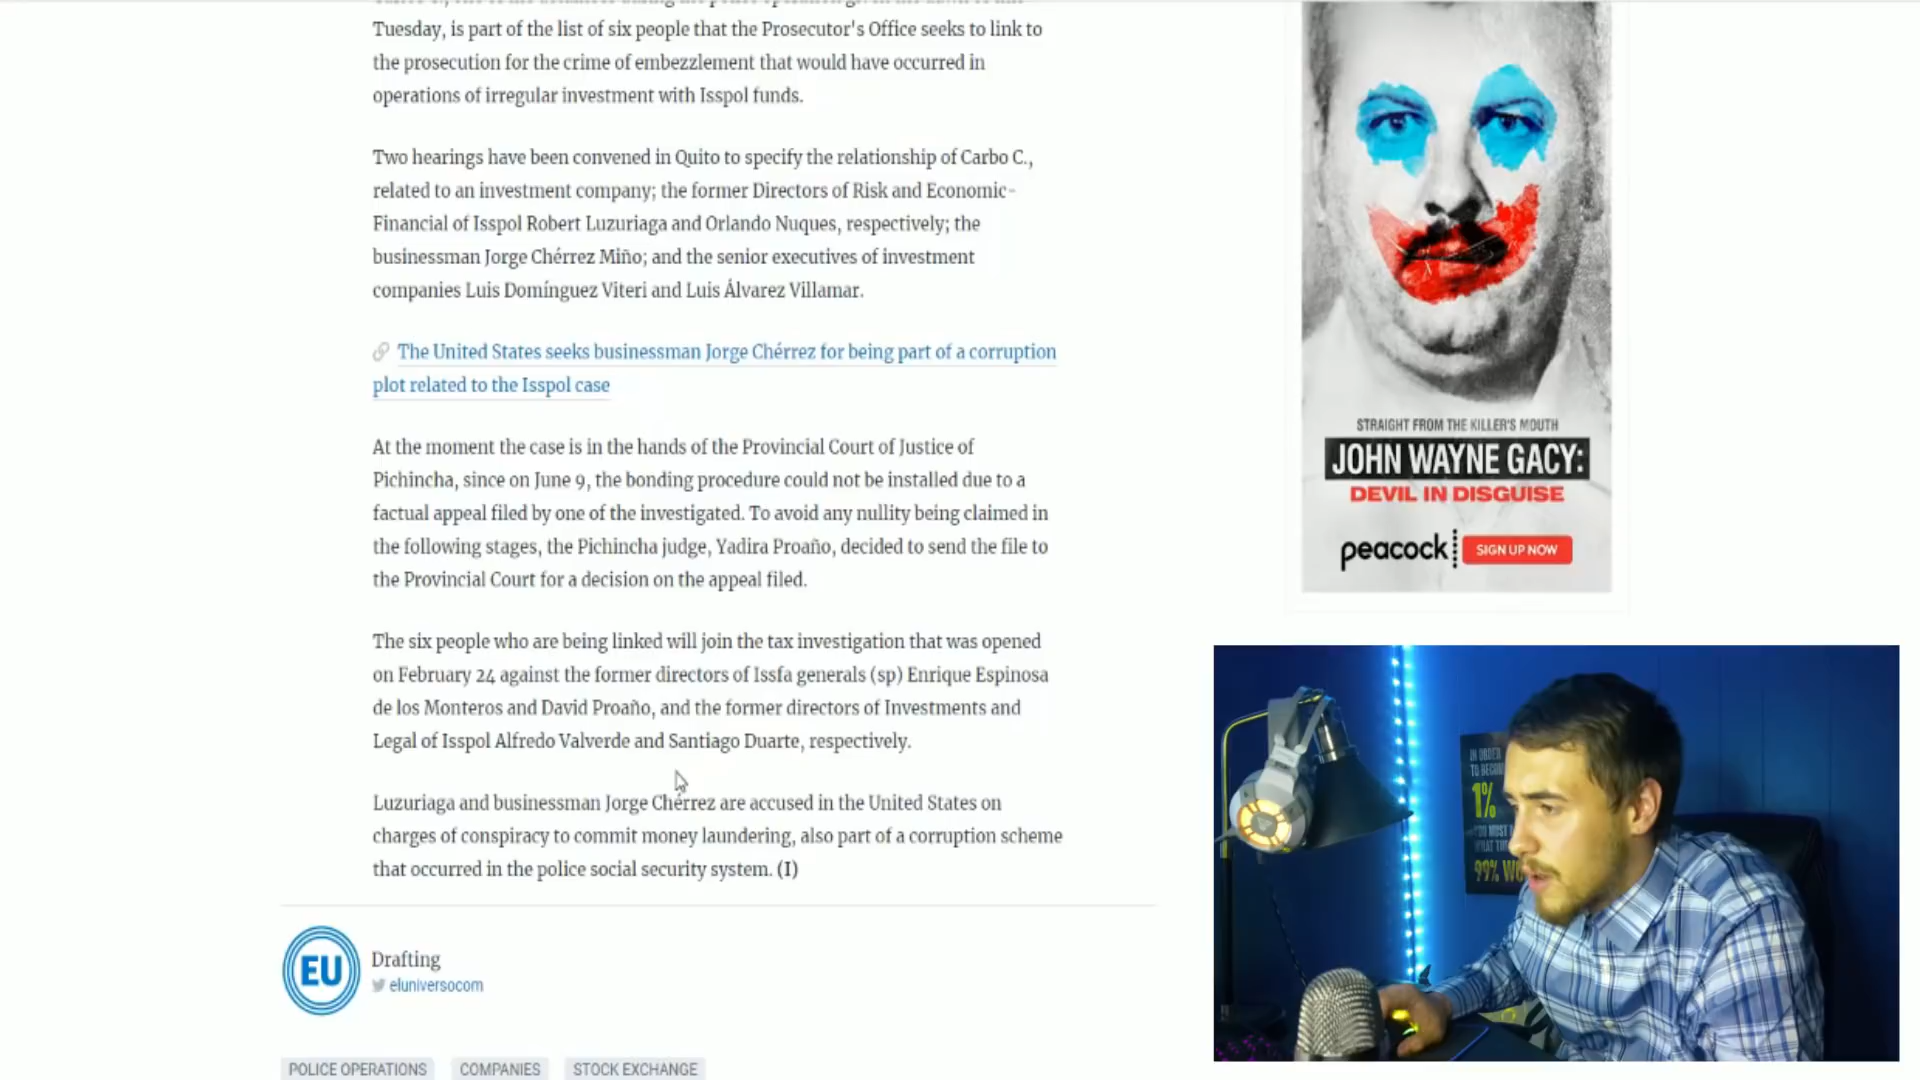 Tuesday, is part of the list of six people that the Prosecutor's Office seeks to link to
the prosecution for the crime of embezzlement that would have occurred in
operations of irregular investment with Isspol funds.
Two hearings have been convened in Quito to specify the relationship of Carbo C.,
related to an investment company; the former Directors of Risk and Economic-
Financial of Isspol Robert Luzuriaga and Orlando Nuques, respectively; the
businessman Jorge Chérrez Miño; and the senior executives of investment
companies Luis Domínguez Viteri and Luis Álvarez Villamar.
The United States seeks businessman Jorge Chérrez for being part of a corruption
plot related to the Isspol case
At the moment the case is in the hands of the Provincial Court of Justice of
Pichincha, since on June 9, the bonding procedure could not be installed due to a
factual appeal filed by one of the investigated. To avoid any nullity being claimed in
the following stages, the Pichincha judge, Yadira Proaño, decided to send the file to
the Provincial Court for a decision on the appeal filed.
The six people who are being linked will join the tax investigation that was opened
on February 24 against the former directors of Issfa generals (sp) Enrique Espinosa
de los Monteros and David Proaño, and the former directors of Investments and
Legal of Isspol Alfredo Valverde and Santiago Duarte, respectively.
Luzuriaga and businessman Jorge Chérrez are accused in the United States on
charges of conspiracy to commit money laundering, also part of a corruption scheme
that occurred in the police social security system. (I)
EU
Drafting
eluniversocom
POLICE OPERATIONS
COMPANIES
STOCK EXCHANGE
STRAIGHT FROM THE KILLER'S MOUTH
JOHN WAYNE GACY:
DEVIL IN DISGUISE
peacock
SIGN UP NOW
IN ORDER
1%
99%